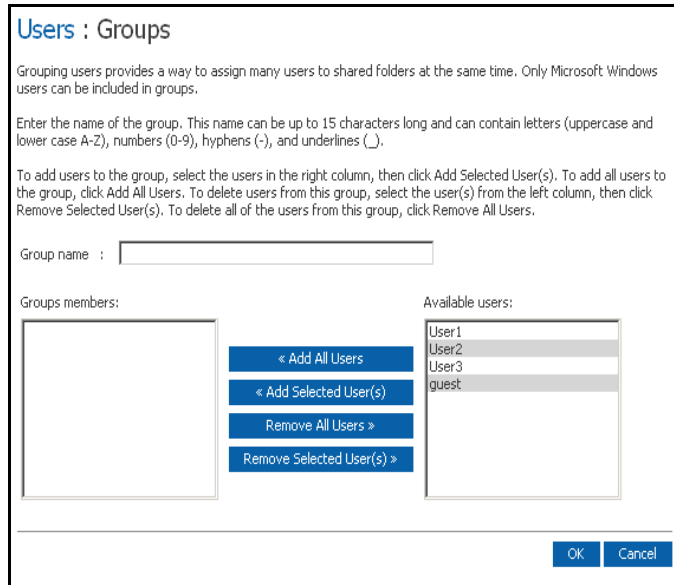 Users : Groups
Grouping users provides a way to assign many users to shared folders at the same time. Only Microsoft Windows
users can be included in groups.
Enter the name of the group. This name can be up to 15 characters long and can contain letters (uppercase and
lower case A-Z), numbers (0-9), hyphens (-), and underlines (_).
To add users to the group, select the users in the right column, then click Add Selected User(s). To add all users to
the group, click Add All Users. To delete users from this group, select the user(s) from the left column, then click
Remove Selected User(s). To delete all of the users from this group, click Remove All Users.
Group name :
Groups members:
Available users:
« Add All Users
« Add Selected User(s)
Remove All Users »
Remove Selected User(s) »
User1
User2
User3
guest
OK
Cancel